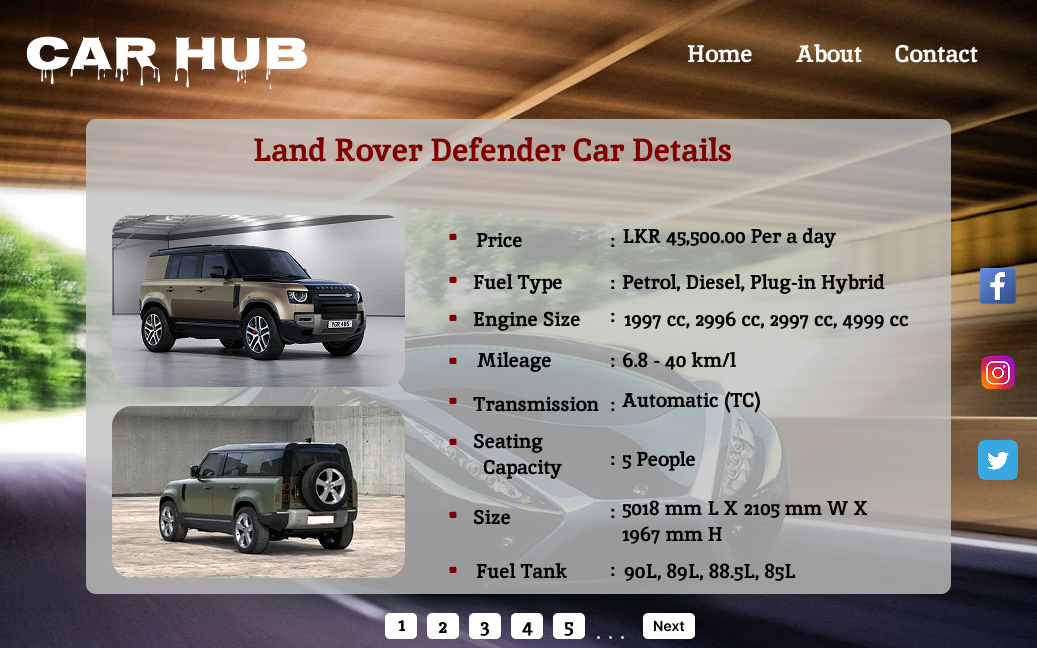 CAR HUB
Home About Contact
Land Rover Defender Car Details
Price : LKR 45,500.00 Per a day
Fuel Type : Petrol, Diesel, Plug-in Hybrid
Engine Size : 1997 cc, 2996 cc, 2997 cc, 4999 cc
Mileage : 6.8 - 40 km/l
Transmission : Automatic (TC)
Seating
Capacity : 5 People
Size : 5018 mm L X 2105 mm W X
1967 mm H
Fuel Tank : 90L, 89L, 88.5L, 85L
DEFENDER
YGR 485
1 2 3 4 5 . . . Next